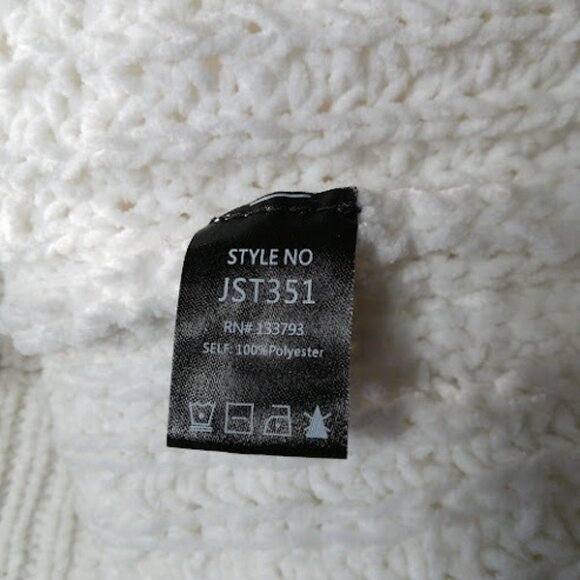 STYLE NO
JST351
RN# 133793
SELF: 100%Polyester